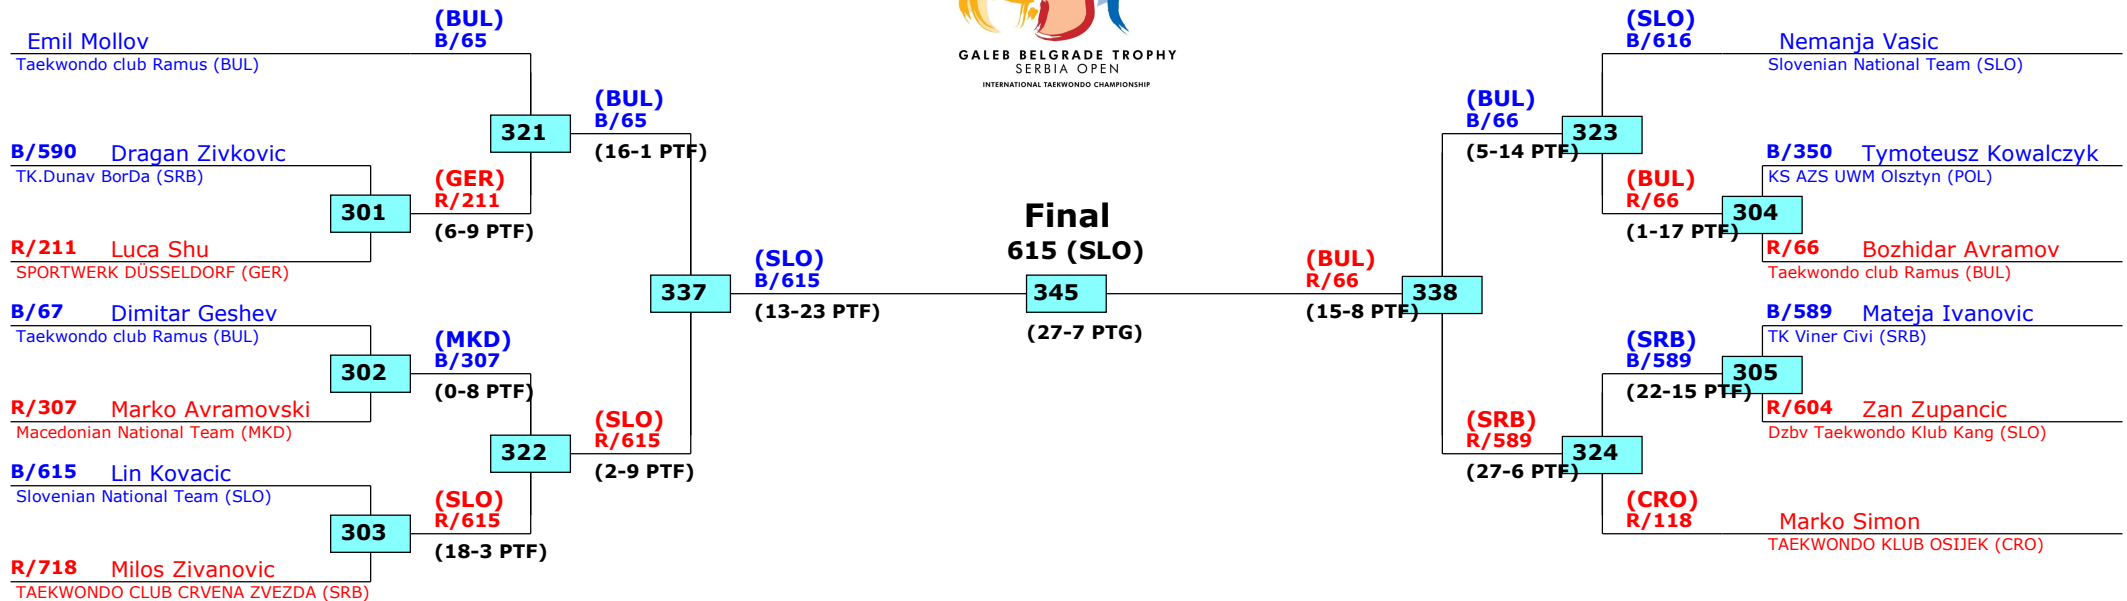 (BUL)
B/65
Emil Mollov
Taekwondo club Ramus (BUL)
321
(BUL)
B/65
(16-1 PTF)
B/590 Dragan Zivkovic
TK.Dunav BorDa (SRB)
301
(GER)
R/211
(6-9 PTF)
R/211 Luca Shu
SPORTWERK DÜSSELDORF (GER)
337
(SLO)
B/615
(13-23 PTF)
B/67 Dimitar Geshev
Taekwondo club Ramus (BUL)
302
(MKD)
B/307
(0-8 PTF)
R/307 Marko Avramovski
Macedonian National Team (MKD)
322
(SLO)
R/615
(2-9 PTF)
B/615 Lin Kovacic
Slovenian National Team (SLO)
303
(SLO)
R/615
(18-3 PTF)
R/718 Milos Zivanovic
TAEKWONDO CLUB CRVENA ZVEZDA (SRB)
GALEB BELGRADE TROPHY
SERBIA OPEN
INTERNATIONAL TAEKWONDO CHAMPIONSHIP
Final
615 (SLO)
345
(27-7 PTG)
(SLO)
B/616
Nemanja Vasic
Slovenian National Team (SLO)
(BUL)
B/66
323
(5-14 PTF)
B/350 Tymoteusz Kowalczyk
KS AZS UWM Olsztyn (POL)
(BUL)
R/66
304
(1-17 PTF)
R/66 Bozhidar Avramov
Taekwondo club Ramus (BUL)
(BUL)
R/66
338
(15-8 PTF)
B/589 Mateja Ivanovic
TK Viner Civi (SRB)
(SRB)
B/589
305
(22-15 PTF)
R/604 Zan Zupancic
Dzbv Taekwondo Klub Kang (SLO)
(SRB)
R/589
324
(27-6 PTF)
(CRO)
R/118
Marko Simon
TAEKWONDO KLUB OSIJEK (CRO)